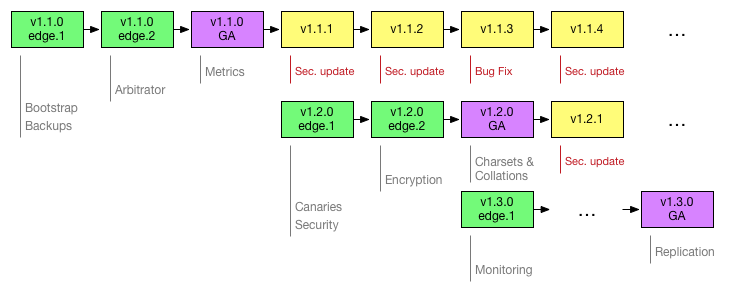 v1.1.0
edge.1
v1.1.0
edge.2
v1.1.0
GA
v1.1.1
v1.1.2
v1.1.3
v1.1.4
...
Bootstrap
Backups
Arbitrator
Metrics
Sec. update
Sec. update
Bug Fix
Sec. update
v1.2.0
edge.1
v1.2.0
edge.2
v1.2.0
GA
v1.2.1
...
Canaries
Security
Encryption
Charsets &
Collations
Sec. update
v1.3.0
edge.1
...
v1.3.0
GA
Monitoring
Replication